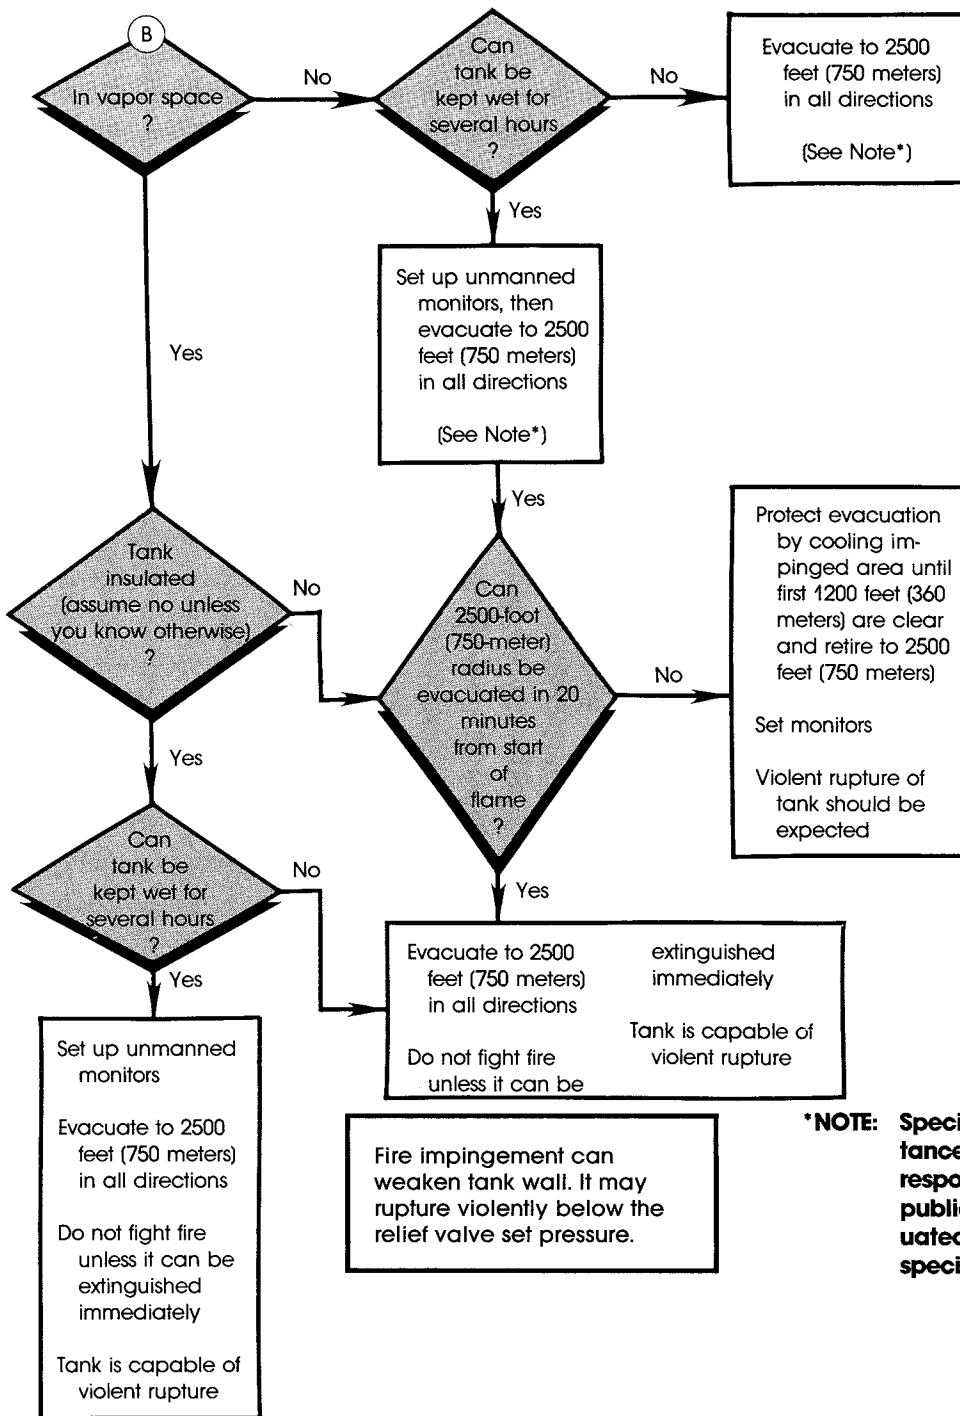 B
In vapor space
?
No
Can
tank be
kept wet for
several hours
?
No
Evacuate to 2500
feet (750 meters)
in all directions
(See Note*)
Yes
Set up unmanned
monitors, then
evacuate to 2500
feet (750 meters)
in all directions
(See Note*)
Yes
Yes
Tank
insulated
(assume no unless
you know otherwise)
?
No
Can
2500-foot
(750-meter)
radius be
evacuated in 20
minutes
from start
of
flame
?
No
Protect evacuation
by cooling im-
pinged area until
first 1200 feet (360
meters) are clear
and retire to 2500
feet (750 meters)
Set monitors
Violent rupture of
tank should be
expected
Yes
Can
tank be
kept wet for
several hours
?
No
Yes
Evacuate to 2500
feet (750 meters)
in all directions
Do not fight fire
unless it can be
extinguished
immediately
Tank is capable of
violent rupture
Yes
Set up unmanned
monitors
Evacuate to 2500
feet (750 meters)
in all directions
Do not fight fire
unless it can be
extinguished
immediately
Tank is capable of
violent rupture
Fire impingement can
weaken tank wall. It may
rupture violently below the
relief valve set pressure.
*NOTE: Speci
tance
respo
public
uated
speci